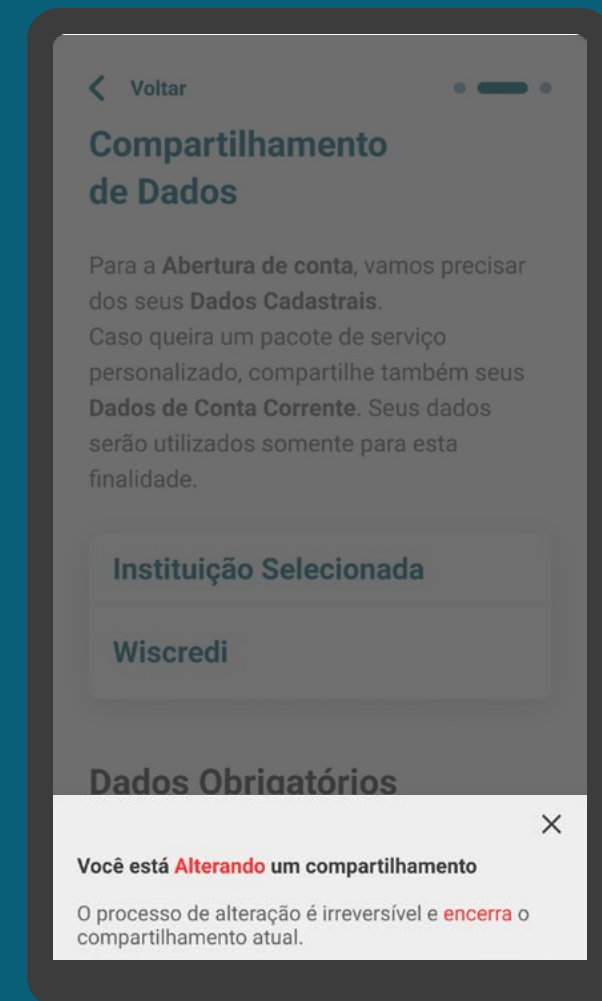 Voltar
Compartilhamento
de Dados
Para a Abertura de conta, vamos precisar
dos seus Dados Cadastrais.
Caso queira um pacote de serviço
personalizado, compartilhe também seus
Dados de Conta Corrente. Seus dados
serão utilizados somente para esta
finalidade.
Instituição Selecionada
Wiscredi
Dados Obrigatórios
Você está Alterando um compartilhamento
O processo de alteração é irreversível e encerra o
compartilhamento atual.